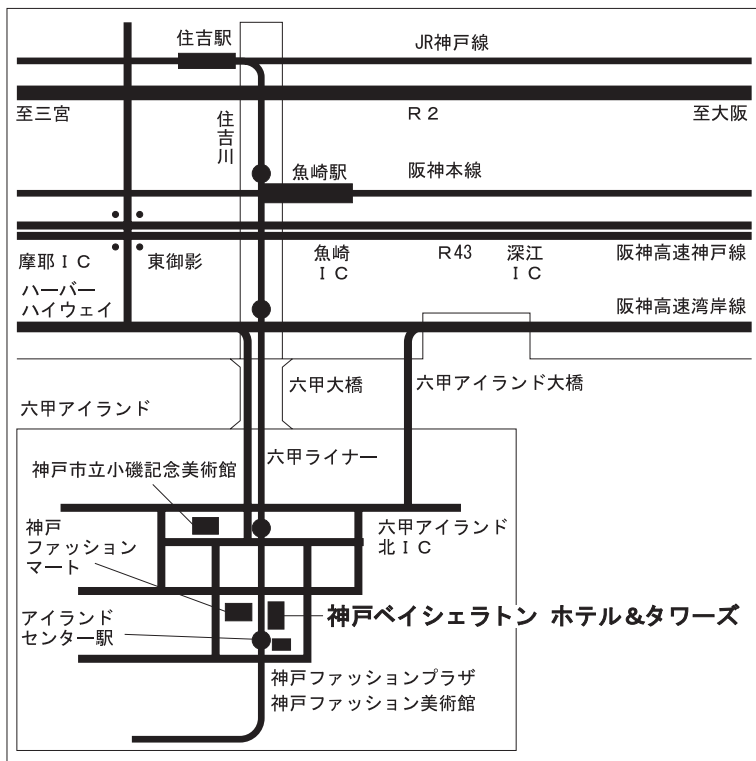 住吉駅
JR神戸線
至三宮
R2
至大阪
住吉川
魚崎駅
阪神本線
摩耶IC
東御影
魚崎
IC
R43
深江
IC
阪神高速神戸線
ハーバー
ハイウェイ
阪神高速湾岸線
六甲大橋
六甲アイランド大橋
六甲アイランド
六甲ライナー
神戸市立小磯記念美術館
神戸
ファッション
マート
六甲アイランド
北IC
アイランド
センター駅
神戸ベイシェラトン ホテル&タワーズ
神戸ファッションプラザ
神戸ファッション美術館